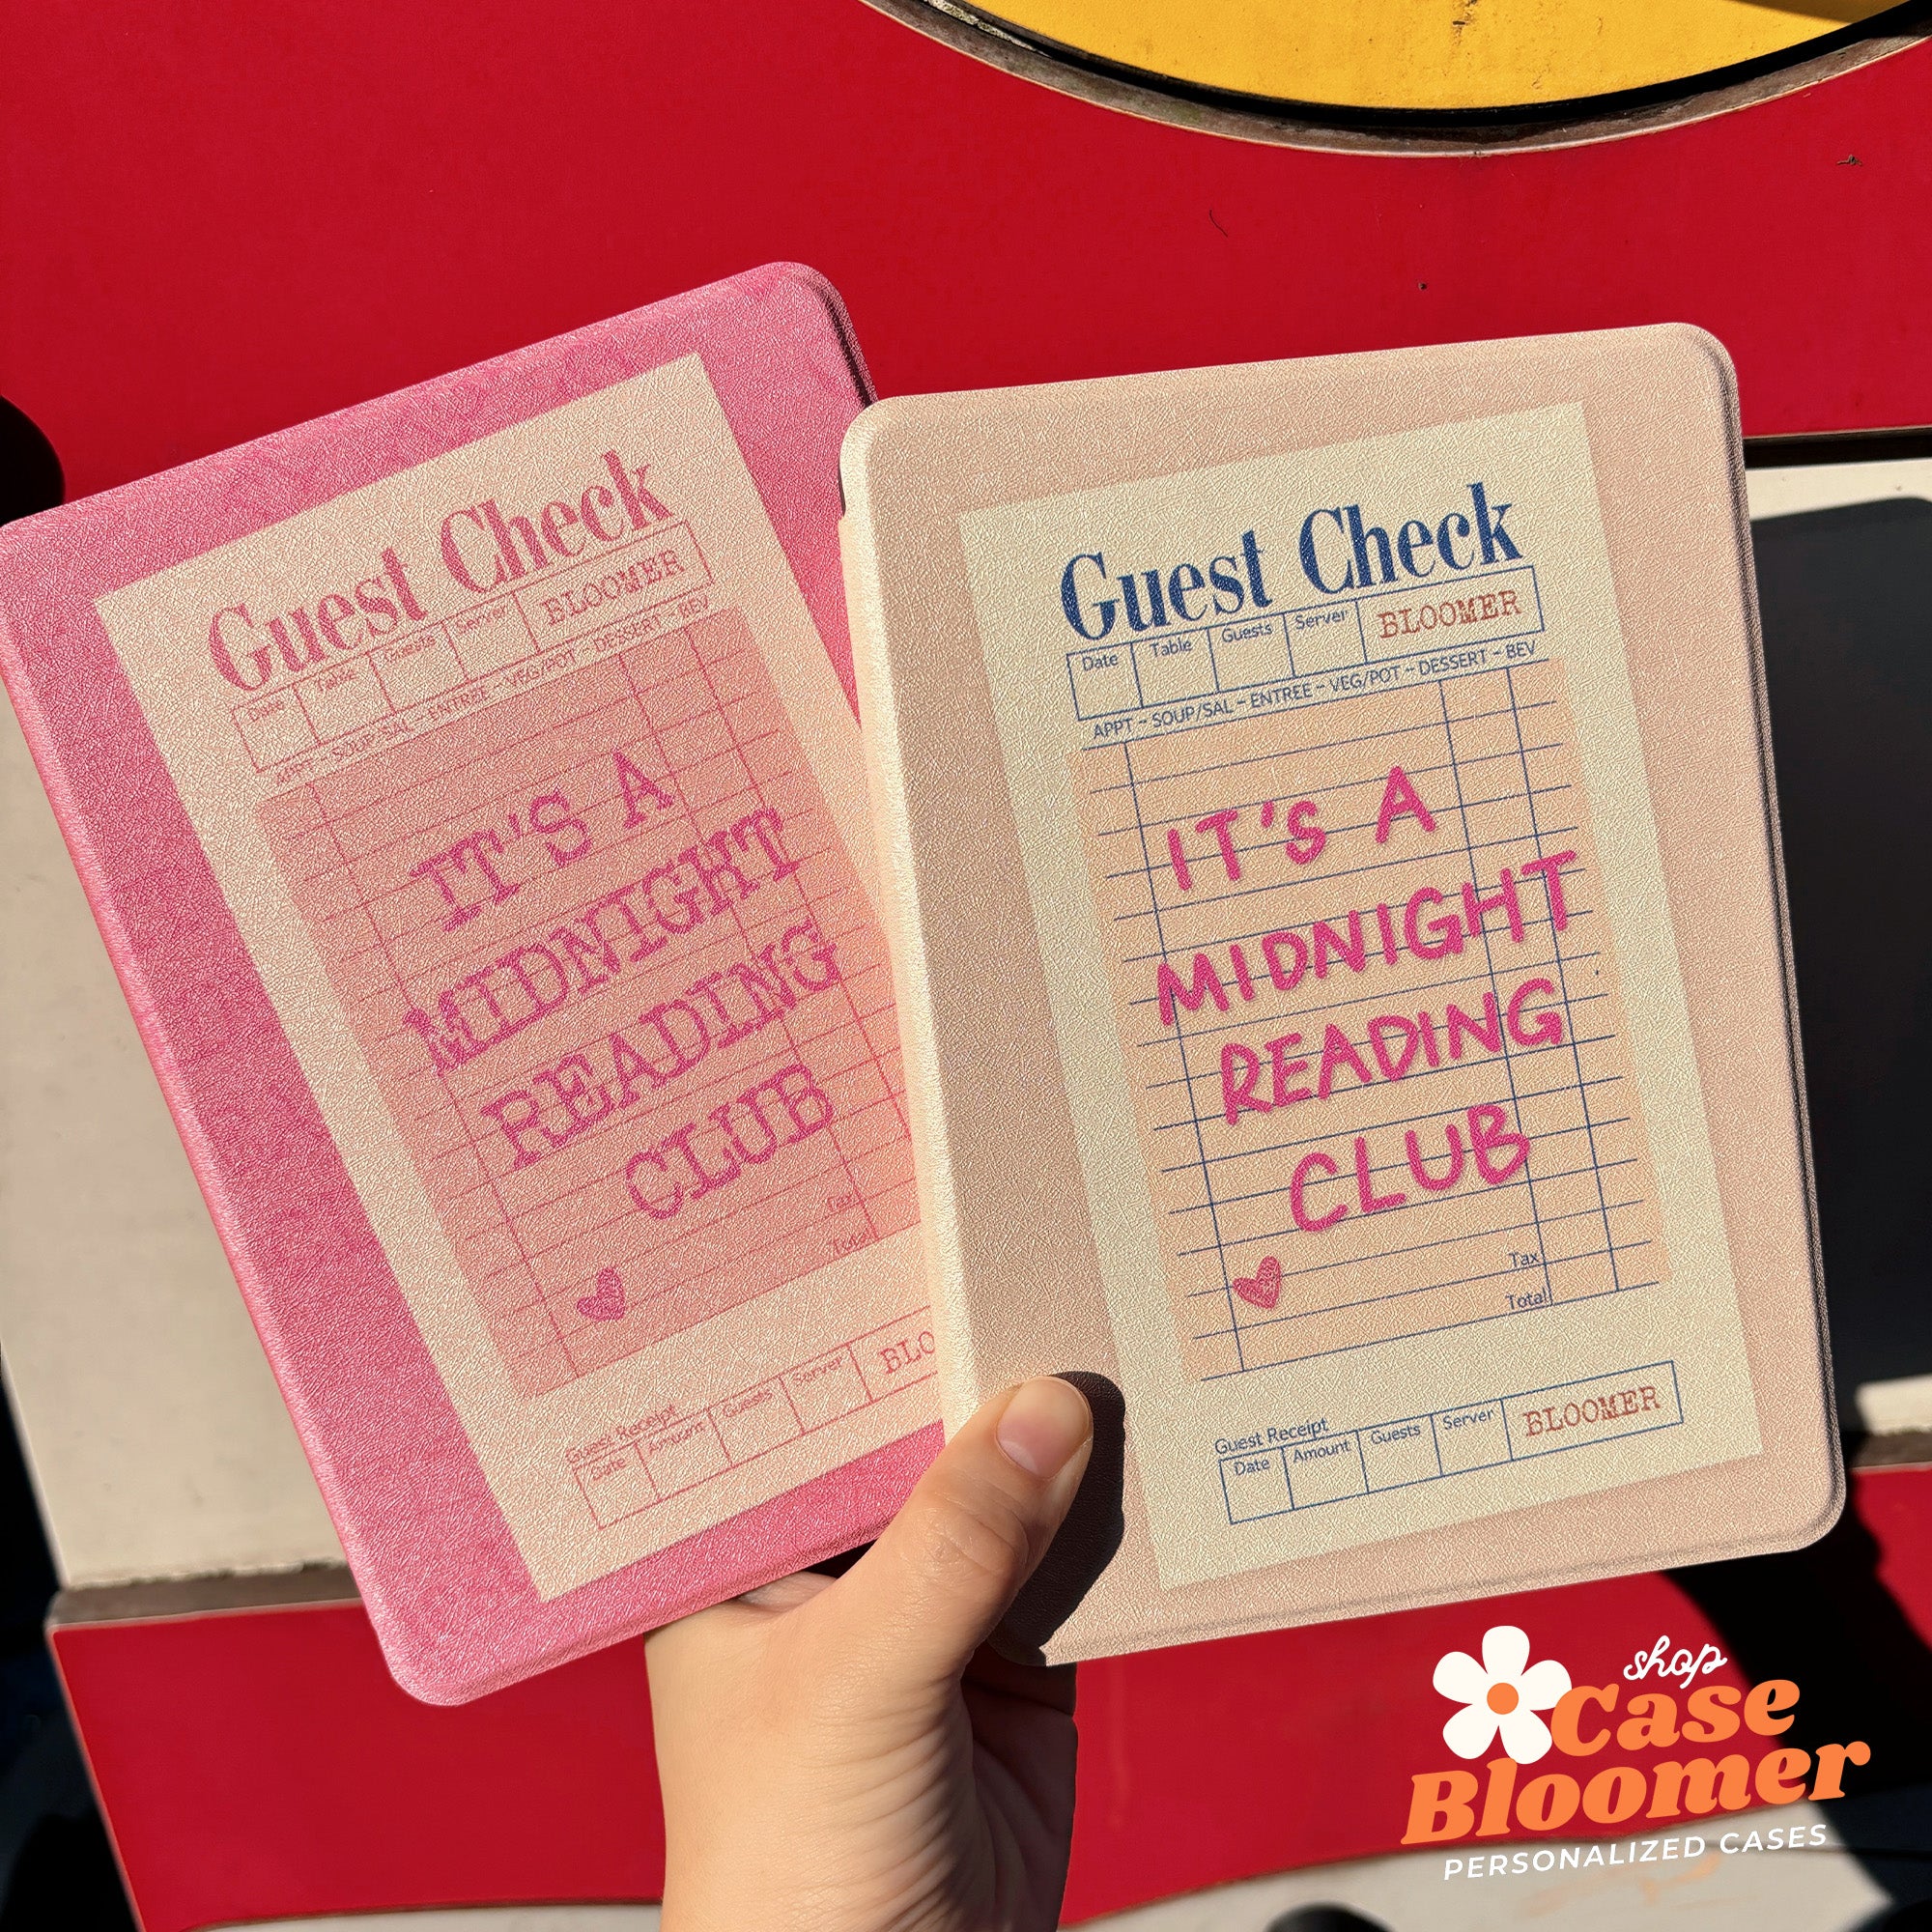 Guest Check
Date Table Guests Server BLOOMER
APPT - SOUP/SAL - ENTREE - VEG/POT - DESSERT - BEV
IT'S A
MIDNIGHT
READING
CLUB
Tax
Total
Guest Receipt
Date Amount Guests Server BLO
Guest Check
Date Table Guests Server BLOOMER
APPT - SOUP/SAL - ENTREE - VEG/POT - DESSERT - BEV
IT'S A
MIDNIGHT
READING
CLUB
Tax
Total
Guest Receipt
Date Amount Guests Server BLOOMER
shop
Case
Bloomer
PERSONALIZED CASES